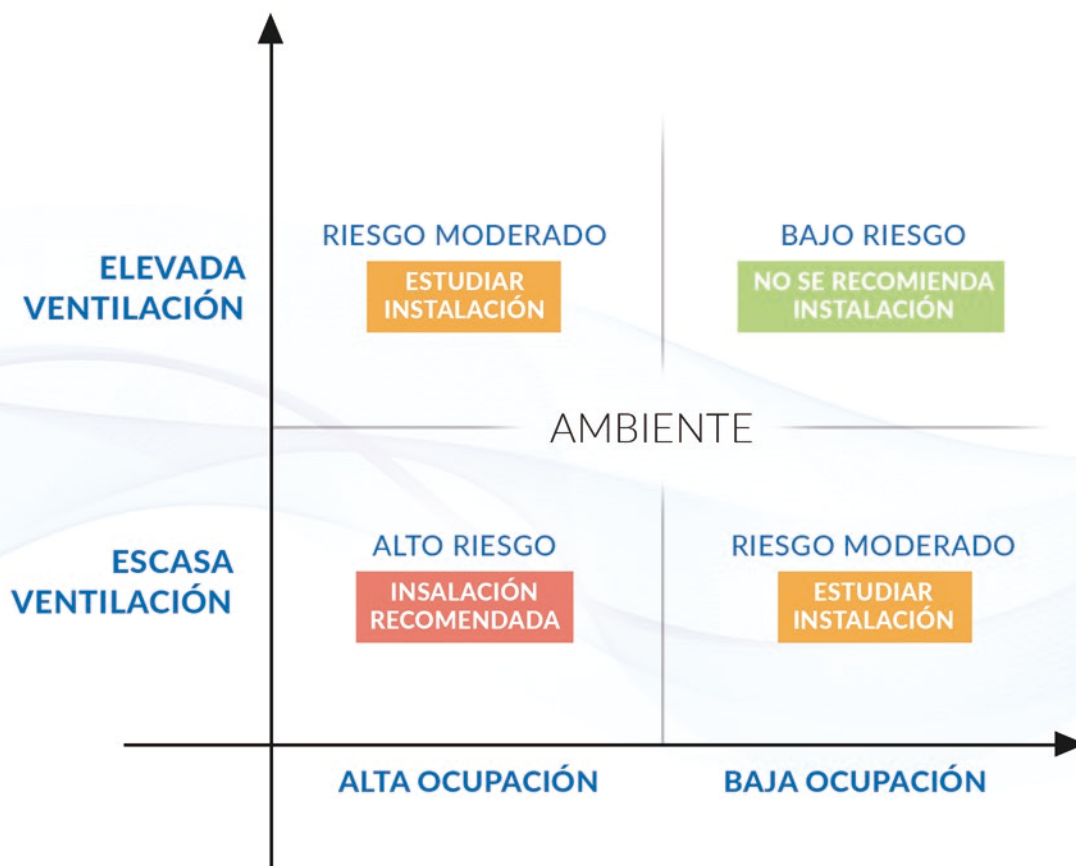 ELEVADA
VENTILACIÓN
RIESGO MODERADO
ESTUDIAR
INSTALACIÓN
BAJO RIESGO
NO SE RECOMIENDA
INSTALACIÓN
AMBIENTE
ESCASA
VENTILACIÓN
ALTO RIESGO
INSALACIÓN
RECOMENDADA
RIESGO MODERADO
ESTUDIAR
INSTALACIÓN
ALTA OCUPACIÓN
BAJA OCUPACIÓN